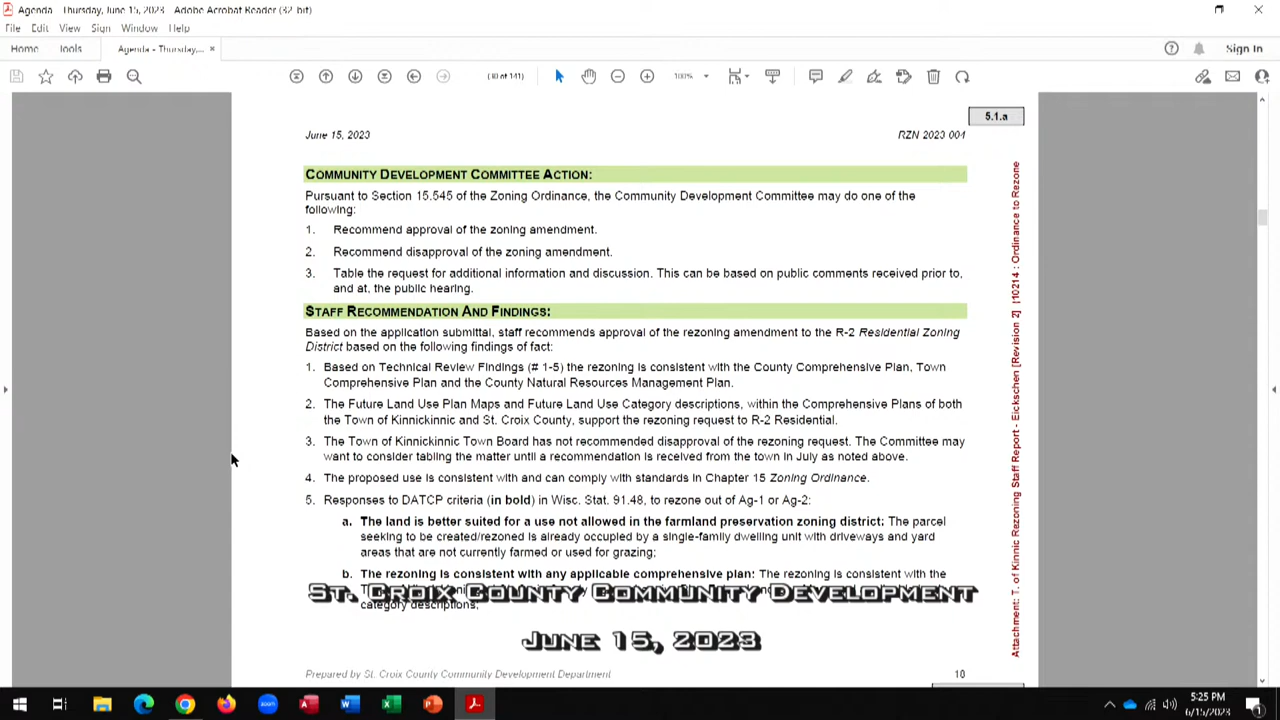 Agenda - Thursday, June 15, 2023 - Adobe Acrobat Reader (32-bit)
File Edit View Sign Window Help
Home Tools Agenda - Thursday,... × Sign In
(30 of 141) 100%
5.1.a
June 15, 2023 RZN 2023 004
COMMUNITY DEVELOPMENT COMMITTEE ACTION:
Pursuant to Section 15.545 of the Zoning Ordinance, the Community Development Committee may do one of the
following:
1. Recommend approval of the zoning amendment.
2. Recommend disapproval of the zoning amendment.
3. Table the request for additional information and discussion. This can be based on public comments received prior to,
and at, the public hearing.
STAFF RECOMMENDATION AND FINDINGS:
Based on the application submittal, staff recommends approval of the rezoning amendment to the R-2 Residential Zoning
District based on the following findings of fact:
1. Based on Technical Review Findings (# 1-5) the rezoning is consistent with the County Comprehensive Plan, Town
Comprehensive Plan and the County Natural Resources Management Plan.
2. The Future Land Use Plan Maps and Future Land Use Category descriptions, within the Comprehensive Plans of both
the Town of Kinnickinnic and St. Croix County, support the rezoning request to R-2 Residential.
3. The Town of Kinnickinnic Town Board has not recommended disapproval of the rezoning request. The Committee may
want to consider tabling the matter until a recommendation is received from the town in July as noted above.
4. The proposed use is consistent with and can comply with standards in Chapter 15 Zoning Ordinance.
5. Responses to DATCP criteria (in bold) in Wisc. Stat. 91.48, to rezone out of Ag-1 or Ag-2:
a. The land is better suited for a use not allowed in the farmland preservation zoning district: The parcel
seeking to be created/rezoned is already occupied by a single-family dwelling unit with driveways and yard
areas that are not currently farmed or used for grazing;
b. The rezoning is consistent with any applicable comprehensive plan: The rezoning is consistent with the
category descriptions;
St. Croix County Community Development
June 15, 2023
Prepared by St. Croix County Community Development Department 10
Attachment: T. of Kinnic Rezoning Staff Report - Eickschen [Revision 2] (10214 : Ordinance to Rezone
5:25 PM
6/15/2023